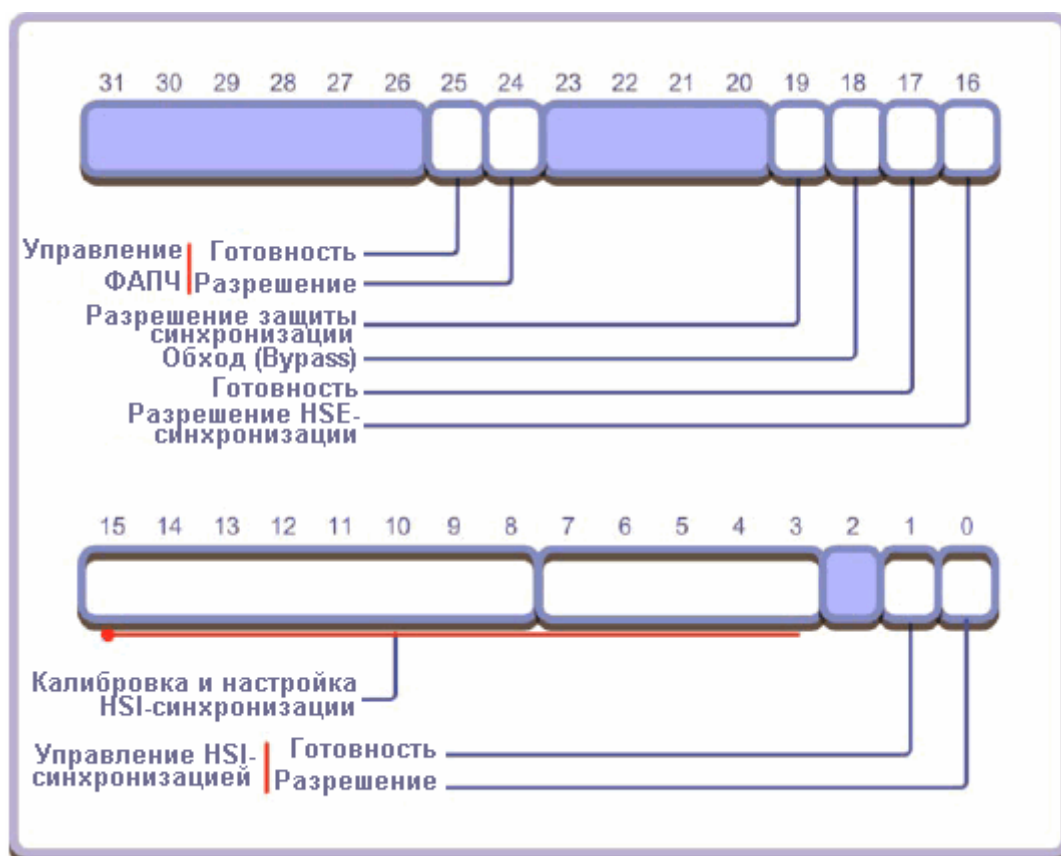 31 30 29 28 27 26 25 24 23 22 21 20 19 18 17 16
Управление
ФАПЧ
Готовность
Разрешение
Разрешение защиты
синхронизации
Обход (Bypass)
Готовность
Разрешение HSE-
синхронизации
15 14 13 12 11 10 9 8 7 6 5 4 3 2 1 0
Калибровка и настройка
HSI-синхронизации
Управление HSI-
синхронизацией
Готовность
Разрешение